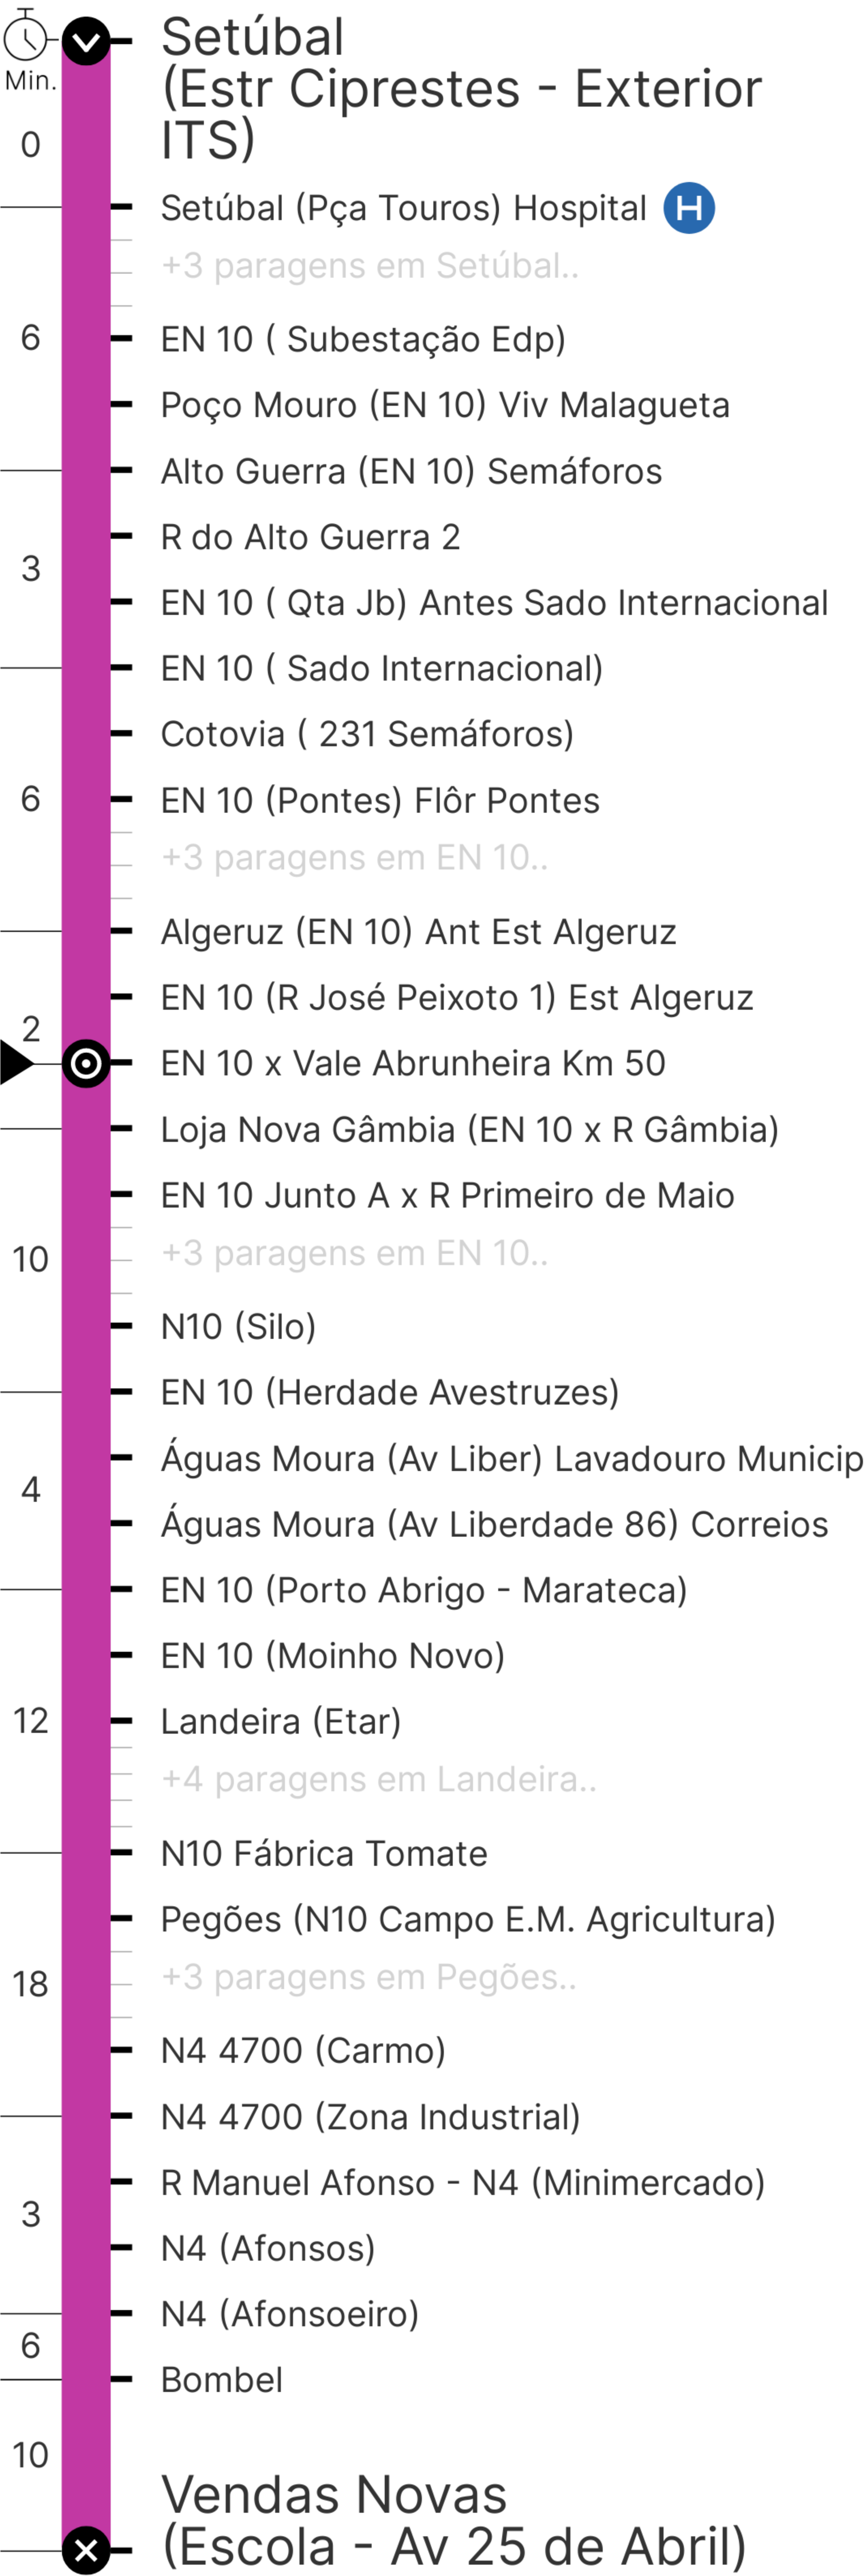 Setúbal
Min.
(Estr Ciprestes - Exterior
ITS)
0
Setúbal (Pça Touros) Hospital H
+3 paragens em Setúbal..
6
EN 10 ( Subestação Edp)
Poço Mouro (EN 10) Viv Malagueta
Alto Guerra (EN 10) Semáforos
R do Alto Guerra 2
3
EN 10 ( Qta Jb) Antes Sado Internacional
EN 10 ( Sado Internacional)
Cotovia ( 231 Semáforos)
6
EN 10 (Pontes) Flôr Pontes
+3 paragens em EN 10..
Algeruz (EN 10) Ant Est Algeruz
EN 10 (R José Peixoto 1) Est Algeruz
2
EN 10 x Vale Abrunheira Km 50
Loja Nova Gâmbia (EN 10 x R Gâmbia)
EN 10 Junto A x R Primeiro de Maio
10
+3 paragens em EN 10..
N10 (Silo)
EN 10 (Herdade Avestruzes)
Águas Moura (Av Liber) Lavadouro Municip
4
Águas Moura (Av Liberdade 86) Correios
EN 10 (Porto Abrigo - Marateca)
EN 10 (Moinho Novo)
12
Landeira (Etar)
+4 paragens em Landeira..
N10 Fábrica Tomate
Pegões (N10 Campo E.M. Agricultura)
18
+3 paragens em Pegões..
N4 4700 (Carmo)
N4 4700 (Zona Industrial)
R Manuel Afonso - N4 (Minimercado)
3
N4 (Afonsos)
N4 (Afonsoeiro)
6
Bombel
10
Vendas Novas
(Escola - Av 25 de Abril)